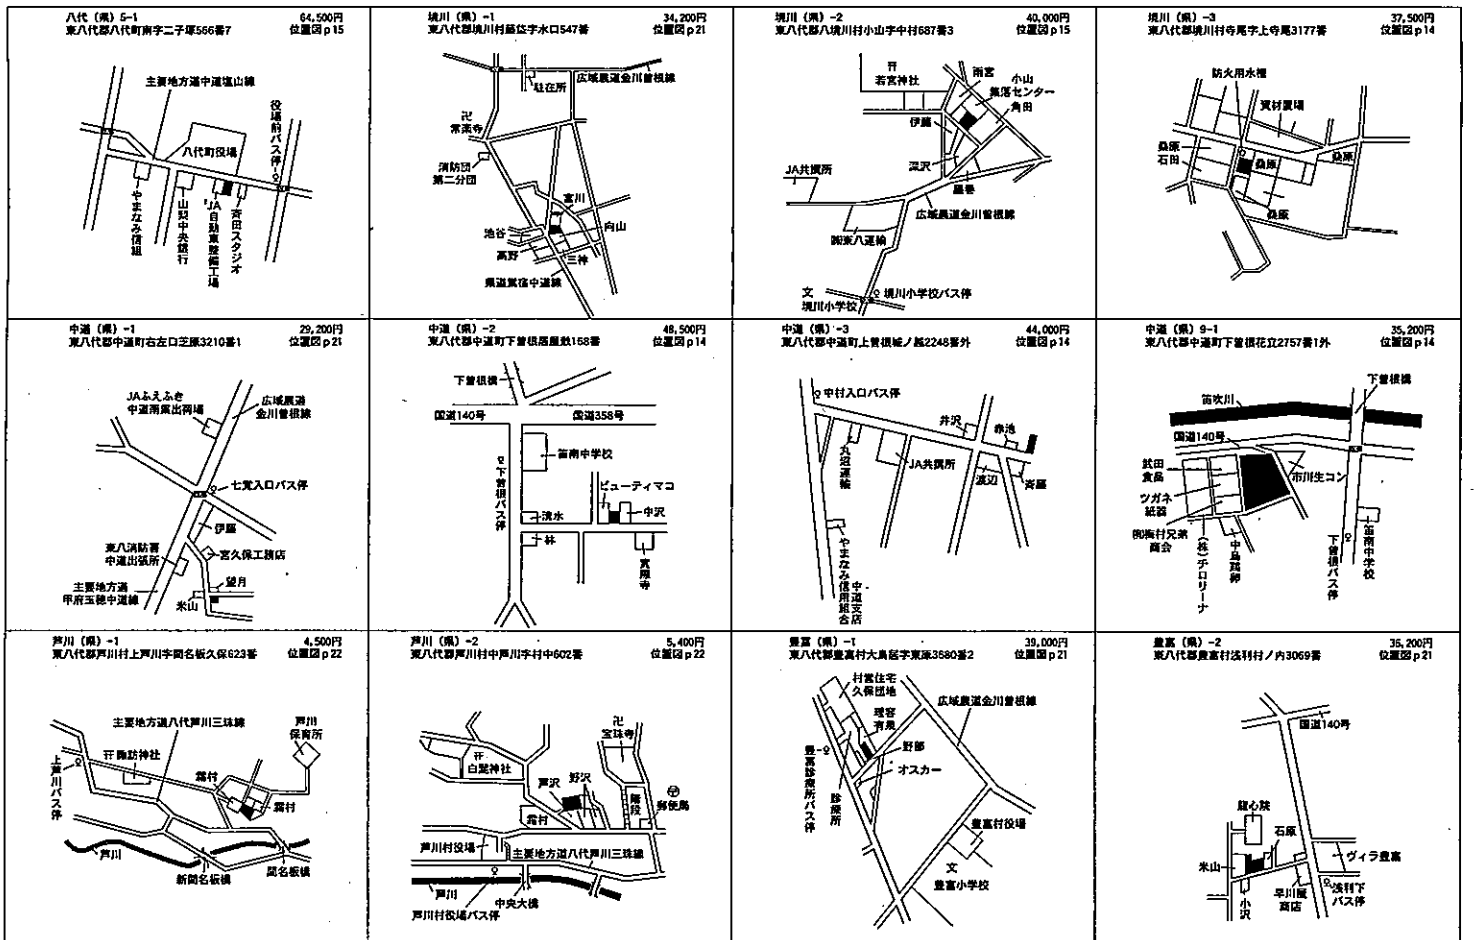 八代（県）5-1　64,500円
東八代郡八代町南字二子塚566番7　位置図p15
主要地方道中道塩山線
役場前バス停
八代町役場
やまなみ信組
山梨中央銀行
JA自動車整備工場
斉田スタジオ
境川（県）-1　34,200円
東八代郡境川村藤垈字水口547番　位置図p21
広域農道金川曽根線
駐在所
卍
常楽寺
消防団
第二分団
宮川
池谷
向山
高野
三神
県道鶯宿中道線
境川（県）-2　40,000円
東八代郡八境川村小山字中村687番3　位置図p15
若宮神社
雨宮
小山
集落センター
角田
伊藤
深沢
JA共撰所
広域農道金川曽根線
㈱東八運輸
文
境川小学校
境川小学校バス停
境川（県）-3　37,500円
東八代郡境川村寺尾字上寺尾3177番　位置図p14
防火用水槽
資材置場
桑原
石田
桑原
桑原
桑原
中道（県）-1　29,200円
東八代郡中道町右左口芝原3210番1　位置図p21
JAふえふき
中道南果出荷場
広域農道
金川曽根線
七覚入口バス停
伊藤
東八消防署
中道出張所
宮久保工務店
望月
主要地方道
甲府玉穂中道線
米山
中道（県）-2　48,500円
東八代郡中道町下曽根居屋敷158番　位置図p14
下曽根橋
国道140号
国道358号
笛南中学校
下曽根バス停
ビューティマコ
清水
中沢
林
実照寺
中道（県）-3　44,000円
東八代郡中道町上曽根城ノ越2248番外　位置図p14
中村入口バス停
井沢
赤池
丸沼運輸
JA共撰所
渡辺
斉藤
やまなみ信用組合
中道支店
中道（県）9-1　35,200円
東八代郡中道町下曽根花立2757番1外　位置図p14
下曽根橋
笛吹川
国道140号
武田
食品
市川生コン
ツガネ
紙器
㈲梅村兄弟
商会
（株）チロリーナ
中島鶏卵
下曽根バス停
笛南中学校
芦川（県）-1　4,500円
東八代郡芦川村上芦川字間名板久保623番　位置図p22
主要地方道八代芦川三珠線
芦川
保育所
諏訪神社
上芦川バス停
霜村
霜村
芦川
新間名板橋
間名板橋
芦川（県）-2　5,400円
東八代郡芦川村中芦川字村中602番　位置図p22
卍
宝珠寺
白髭神社
芦沢
野沢
階段
郵便局
霜村
芦川村役場
主要地方道八代芦川三珠線
芦川
中央大橋
芦川村役場バス停
豊富（県）-1　39,000円
東八代郡豊富村大鳥居字東原3580番2　位置図p21
村営住宅
久保団地
広域農道金川曽根線
理容
有泉
野部
オスカー
豊富診療所バス停
診療所
豊富村役場
文
豊富小学校
豊富（県）-2　35,200円
東八代郡豊富村浅利村ノ内3069番　位置図p21
国道140号
龍心院
石原
米山
ヴィラ豊富
小沢
早川屋
商店
浅利下
バス停